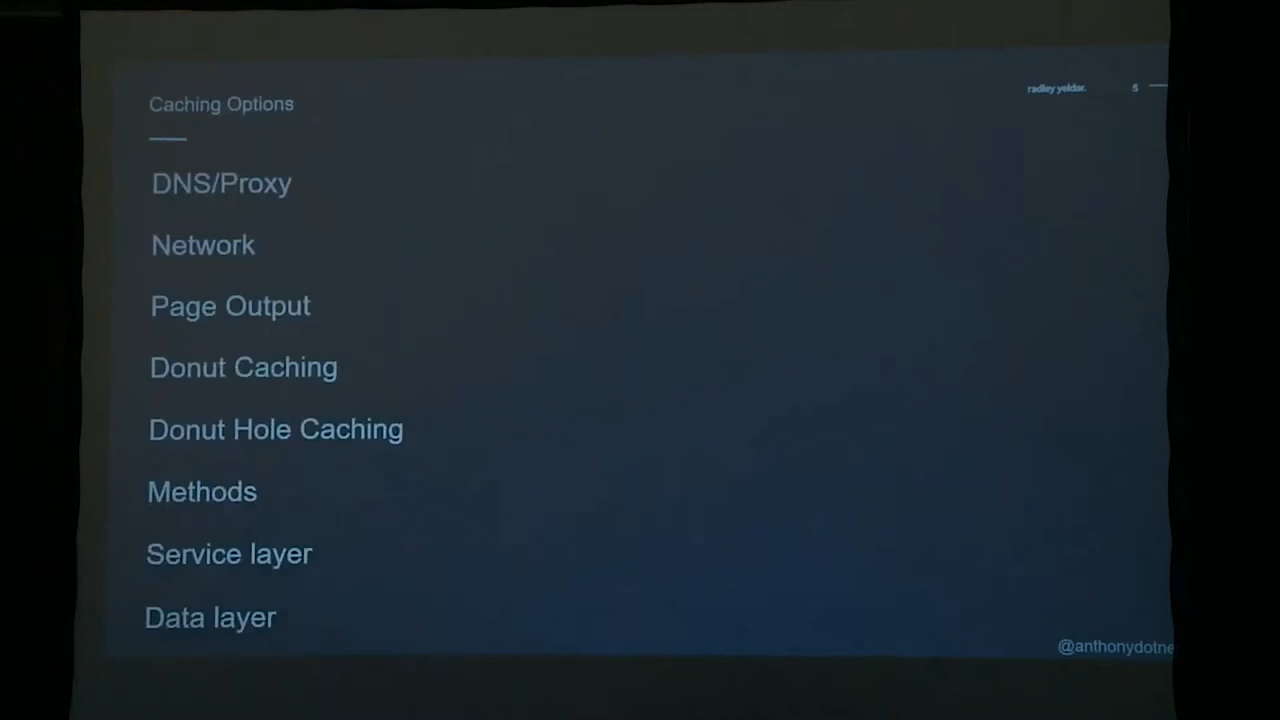 Caching Options
radley yeldar.
5
DNS/Proxy
Network
Page Output
Donut Caching
Donut Hole Caching
Methods
Service layer
Data layer
@anthonydotne